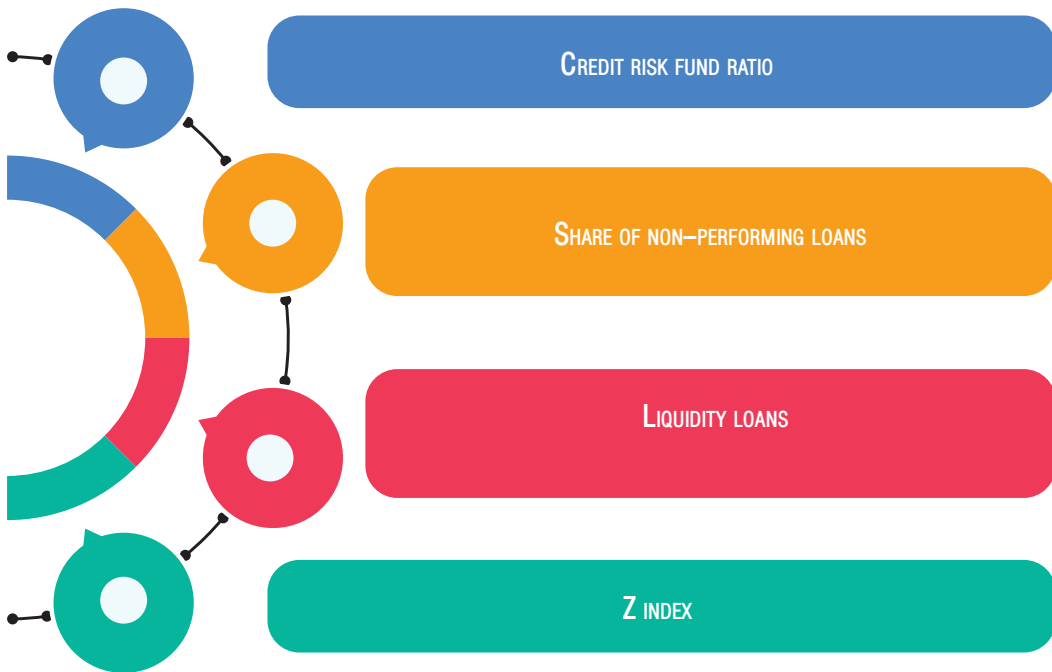 Credit risk fund ratio
Share of non–performing loans
Liquidity loans
Z index